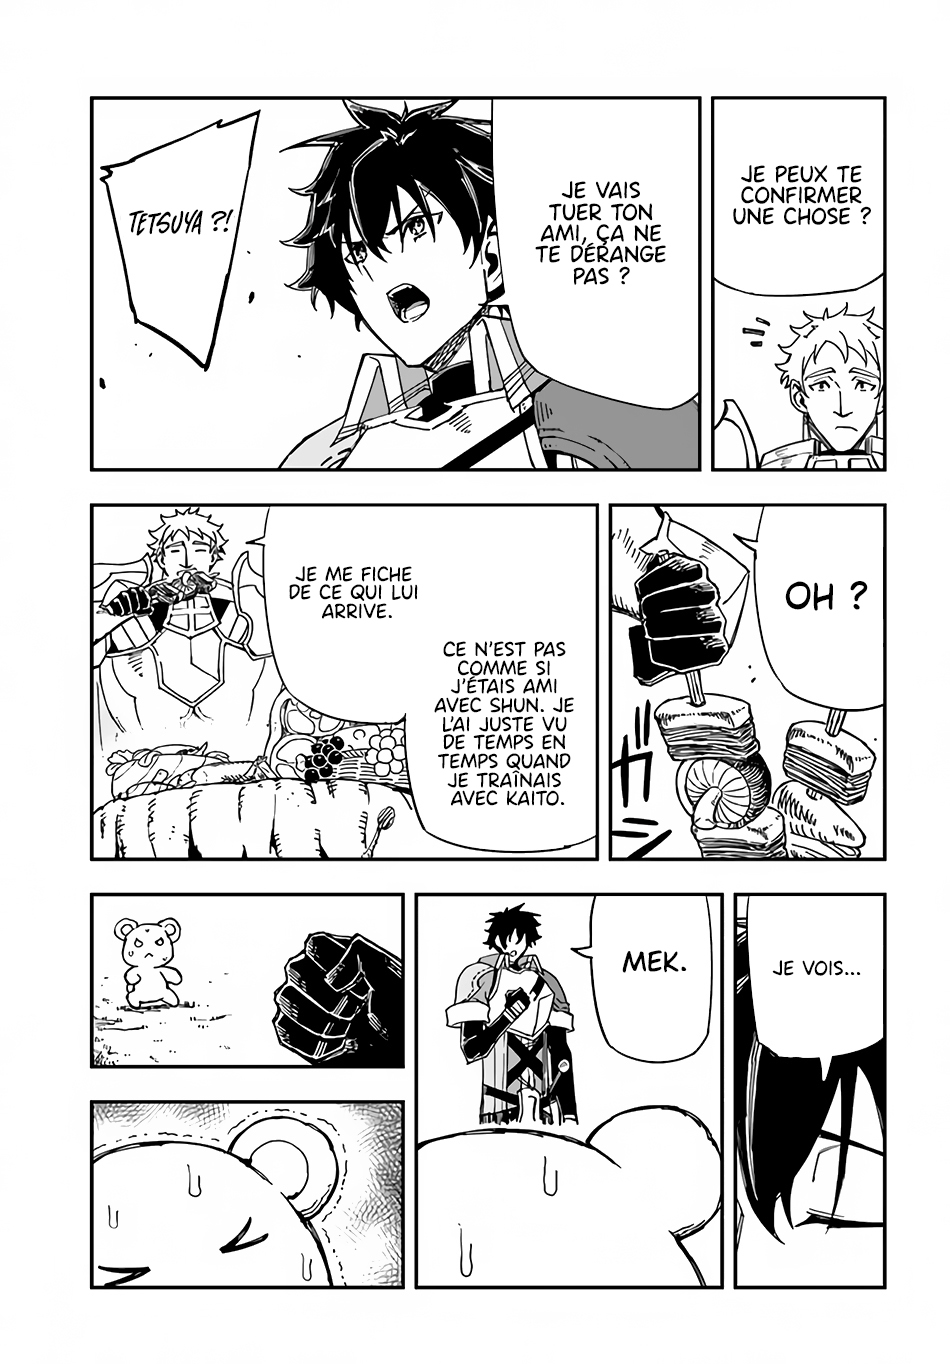 JE PEUX TE
CONFIRMER
UNE CHOSE ?
JE VAIS
TUER TON
AMI, ÇA NE
TE DÉRANGE
PAS ?
TETSUYA ?!
OH ?
ガ
ッ
JE ME FICHE
DE CE QUI LUI
ARRIVE.
CE N'EST PAS
COMME SI
J'ÉTAIS AMI
AVEC SHUN. JE
L'AI JUSTE VU
DE TEMPS EN
TEMPS QUAND
JE TRAÎNAIS
AVEC KAITO.
JE VOIS...
MEK.